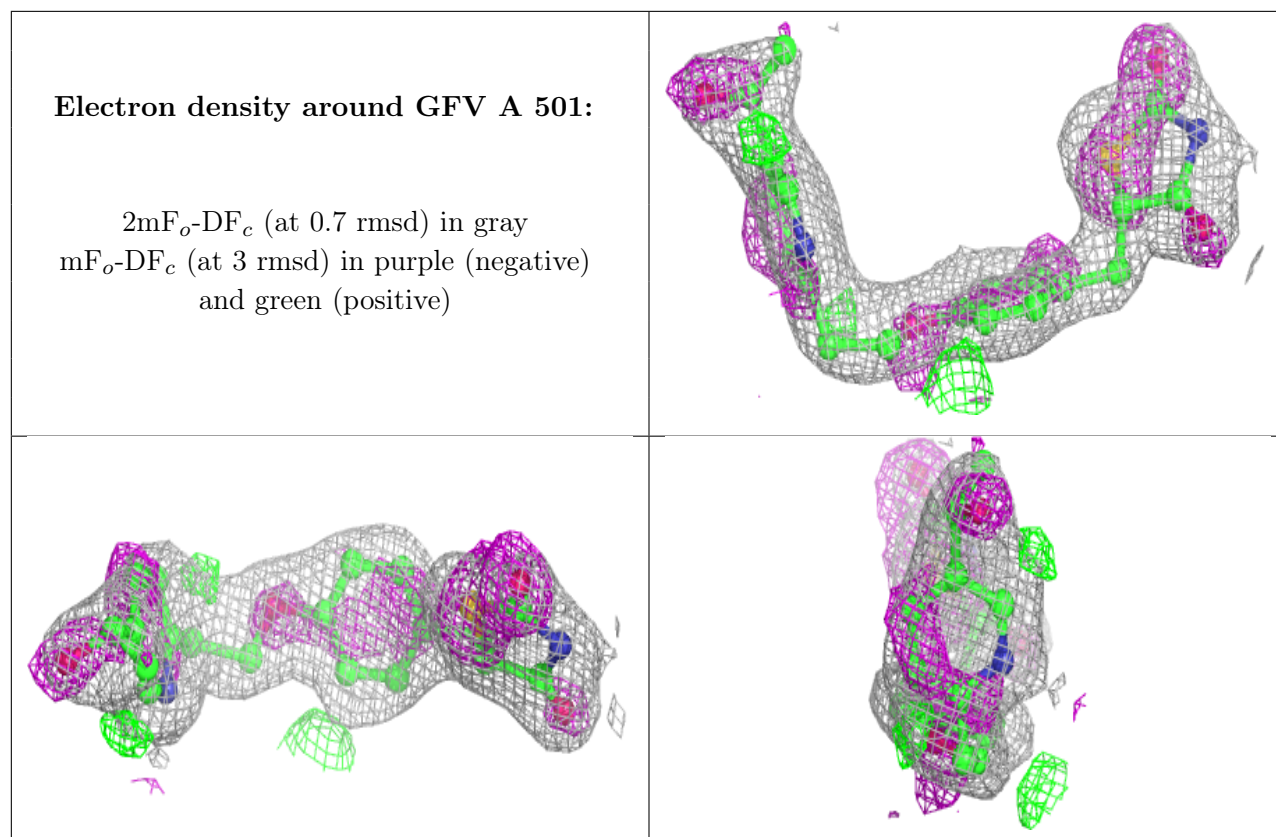 Electron density around GFV A 501:
2mFₒ-DF𝒸 (at 0.7 rmsd) in gray
mFₒ-DF𝒸 (at 3 rmsd) in purple (negative)
and green (positive)